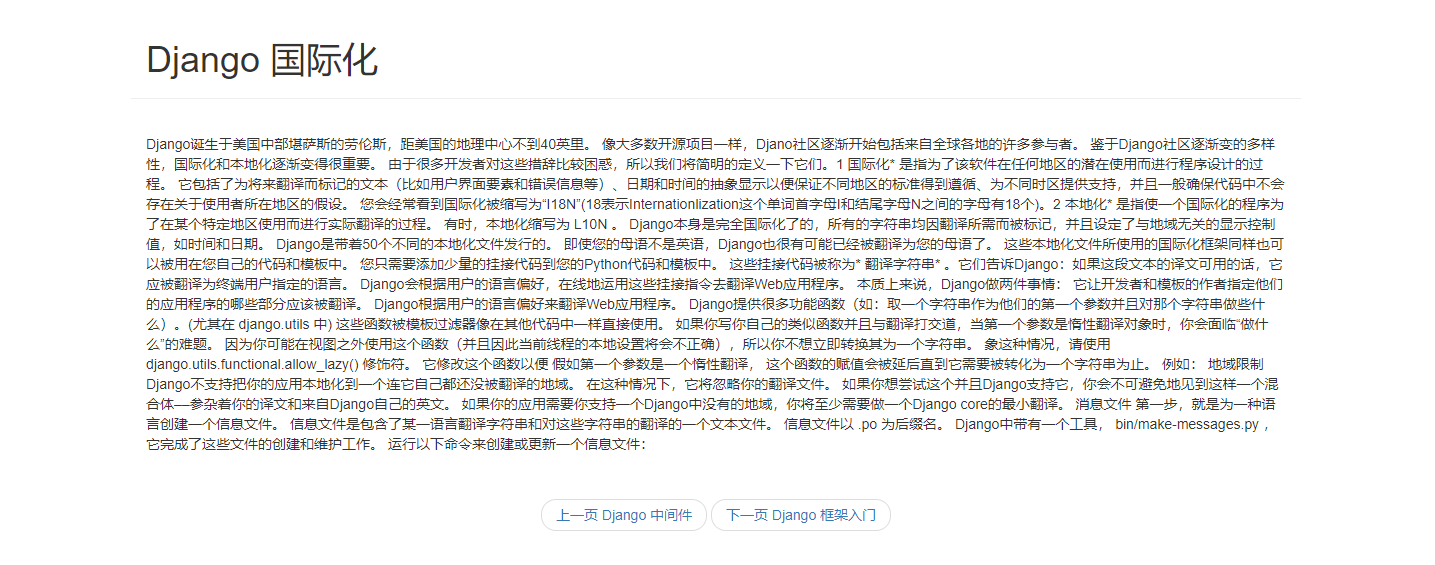 Django 国际化
Django诞生于美国中部堪萨斯的劳伦斯，距美国的地理中心不到40英里。 像大多数开源项目一样，Djano社区逐渐开始包括来自全球各地的许多参与者。 鉴于Django社区逐渐变的多样
性，国际化和本地化逐渐变得很重要。 由于很多开发者对这些措辞比较困惑，所以我们将简明的定义一下它们。1 国际化* 是指为了该软件在任何地区的潜在使用而进行程序设计的过
程。 它包括了为将来翻译而标记的文本（比如用户界面要素和错误信息等）、日期和时间的抽象显示以便保证不同地区的标准得到遵循、为不同时区提供支持，并且一般确保代码中不会
存在关于使用者所在地区的假设。 您会经常看到国际化被缩写为“I18N”(18表示Internationlization这个单词首字母I和结尾字母N之间的字母有18个)。2 本地化* 是指使一个国际化的程序为
了在某个特定地区使用而进行实际翻译的过程。 有时，本地化缩写为 L10N 。 Django本身是完全国际化了的，所有的字符串均因翻译所需而被标记，并且设定了与地域无关的显示控制
值，如时间和日期。 Django是带着50个不同的本地化文件发行的。 即使您的母语不是英语，Django也很有可能已经被翻译为您的母语了。 这些本地化文件所使用的国际化框架同样也可
以被用在您自己的代码和模板中。 您只需要添加少量的挂接代码到您的Python代码和模板中。 这些挂接代码被称为* 翻译字符串* 。它们告诉Django：如果这段文本的译文可用的话，它
应被翻译为终端用户指定的语言。 Django会根据用户的语言偏好，在线地运用这些挂接指令去翻译Web应用程序。 本质上来说，Django做两件事情： 它让开发者和模板的作者指定他们
的应用程序的哪些部分应该被翻译。 Django根据用户的语言偏好来翻译Web应用程序。 Django提供很多功能函数（如：取一个字符串作为他们的第一个参数并且对那个字符串做些什
么）。(尤其在 django.utils 中) 这些函数被模板过滤器像在其他代码中一样直接使用。 如果你写你自己的类似函数并且与翻译打交道，当第一个参数是惰性翻译对象时，你会面临“做什
么”的难题。 因为你可能在视图之外使用这个函数（并且因此当前线程的本地设置将会不正确），所以你不想立即转换其为一个字符串。 象这种情况，请使用
django.utils.functional.allow_lazy() 修饰符。 它修改这个函数以便 假如第一个参数是一个惰性翻译， 这个函数的赋值会被延后直到它需要被转化为一个字符串为止。 例如： 地域限制
Django不支持把你的应用本地化到一个连它自己都还没被翻译的地域。 在这种情况下，它将忽略你的翻译文件。 如果你想尝试这个并且Django支持它，你会不可避免地见到这样一个混
合体—参杂着你的译文和来自Django自己的英文。 如果你的应用需要你支持一个Django中没有的地域，你将至少需要做一个Django core的最小翻译。 消息文件 第一步，就是为一种语
言创建一个信息文件。 信息文件是包含了某一语言翻译字符串和对这些字符串的翻译的一个文本文件。 信息文件以 .po 为后缀名。 Django中带有一个工具， bin/make-messages.py ，
它完成了这些文件的创建和维护工作。 运行以下命令来创建或更新一个信息文件：
上一页 Django 中间件 下一页 Django 框架入门